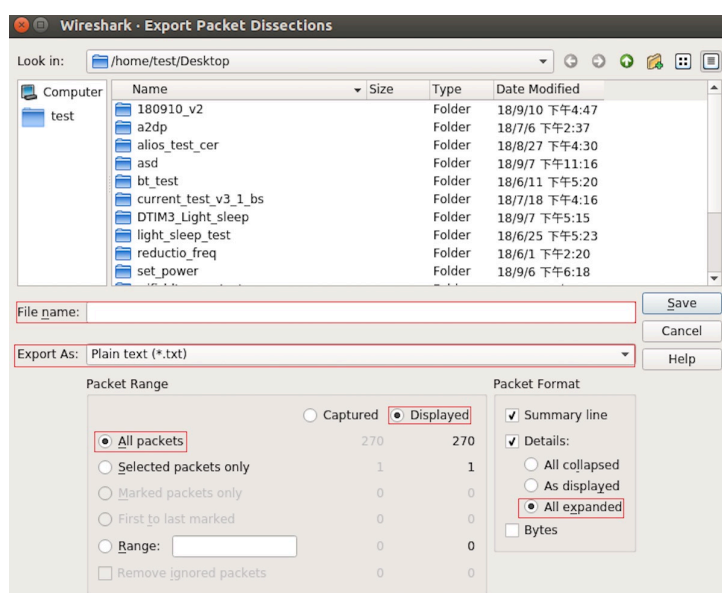 Wireshark · Export Packet Dissections
Look in: /home/test/Desktop
Computer
test
Name Size Type Date Modified
180910_v2 Folder 18/9/10 下午4:47
a2dp Folder 18/7/6 下午2:37
alios_test_cer Folder 18/8/27 下午4:30
asd Folder 18/9/7 下午11:16
bt_test Folder 18/6/11 下午5:20
current_test_v3_1_bs Folder 18/7/18 下午4:16
DTIM3_Light_sleep Folder 18/9/7 下午5:15
light_sleep_test Folder 18/6/25 下午5:23
reductio_freq Folder 18/6/1 下午2:20
set_power Folder 18/9/6 下午6:18
File name: Save
Cancel
Export As: Plain text (*.txt) Help
Packet Range
Captured Displayed
All packets 270 270
Selected packets only 1 1
Marked packets only 0 0
First to last marked 0 0
Range: 0 0
Remove ignored packets 0 0
Packet Format
Summary line
Details:
All collapsed
As displayed
All expanded
Bytes